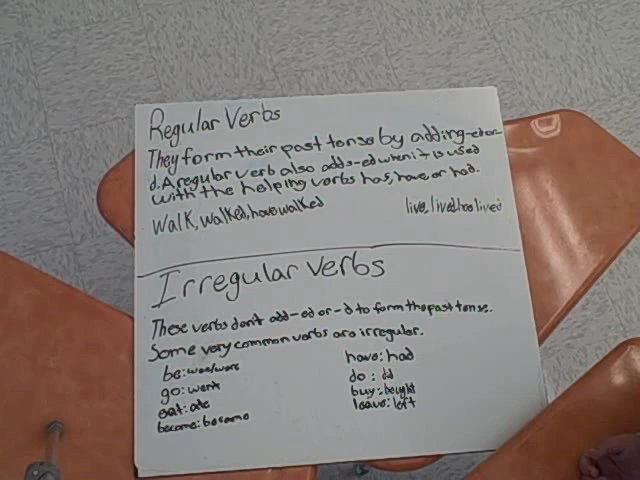 Regular Verbs
They form their past tense by adding -ed or
d. A regular verb also adds -ed when it is used
with the helping verbs has, have, or had.
Walk, walked, have walked
live, lived, has lived
Irregular verbs
These verbs don't add -ed or -d to form the past tense.
Some very common verbs are irregular.
be: was/were
have: had
go: went
do: did
eat: ate
buy: bought
become: became
leave: left